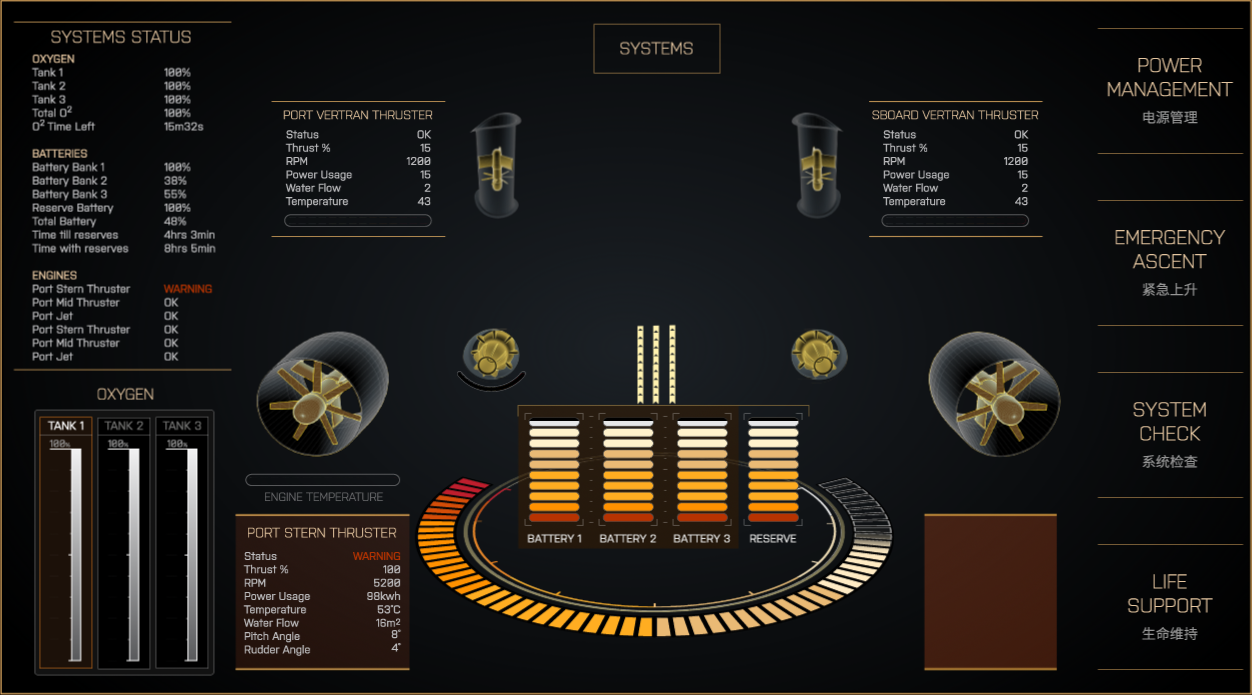 SYSTEMS STATUS
OXYGEN
Tank 1 100%
Tank 2 100%
Tank 3 100%
Total O² 100%
O² Time Left 15m32s
BATTERIES
Battery Bank 1 100%
Battery Bank 2 38%
Battery Bank 3 55%
Reserve Battery 100%
Total Battery 48%
Time till reserves 4hrs 3min
Time with reserves 8hrs 5min
ENGINES
Port Stern Thruster WARNING
Port Mid Thruster OK
Port Jet OK
Port Stern Thruster OK
Port Mid Thruster OK
Port Jet OK
OXYGEN
TANK 1 TANK 2 TANK 3
100% 100% 100%
SYSTEMS
PORT VERTRAN THRUSTER
Status OK
Thrust % 15
RPM 1200
Power Usage 15
Water Flow 2
Temperature 43
SBOARD VERTRAN THRUSTER
Status OK
Thrust % 15
RPM 1200
Power Usage 15
Water Flow 2
Temperature 43
ENGINE TEMPERATURE
PORT STERN THRUSTER
Status WARNING
Thrust % 100
RPM 5200
Power Usage 98kwh
Temperature 53°C
Water Flow 16m²
Pitch Angle 8°
Rudder Angle 4°
BATTERY 1 BATTERY 2 BATTERY 3 RESERVE
POWER
MANAGEMENT
电源管理
EMERGENCY
ASCENT
紧急上升
SYSTEM
CHECK
系统检查
LIFE
SUPPORT
生命维持